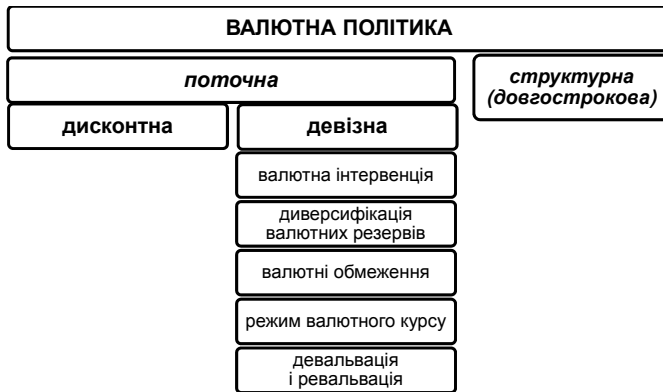 ВАЛЮТНА ПОЛІТИКА
поточна
структурна
(довгострокова)
дисконтна
девізна
валютна інтервенція
диверсифікація
валютних резервів
валютні обмеження
режим валютного курсу
девальвація
і ревальвація